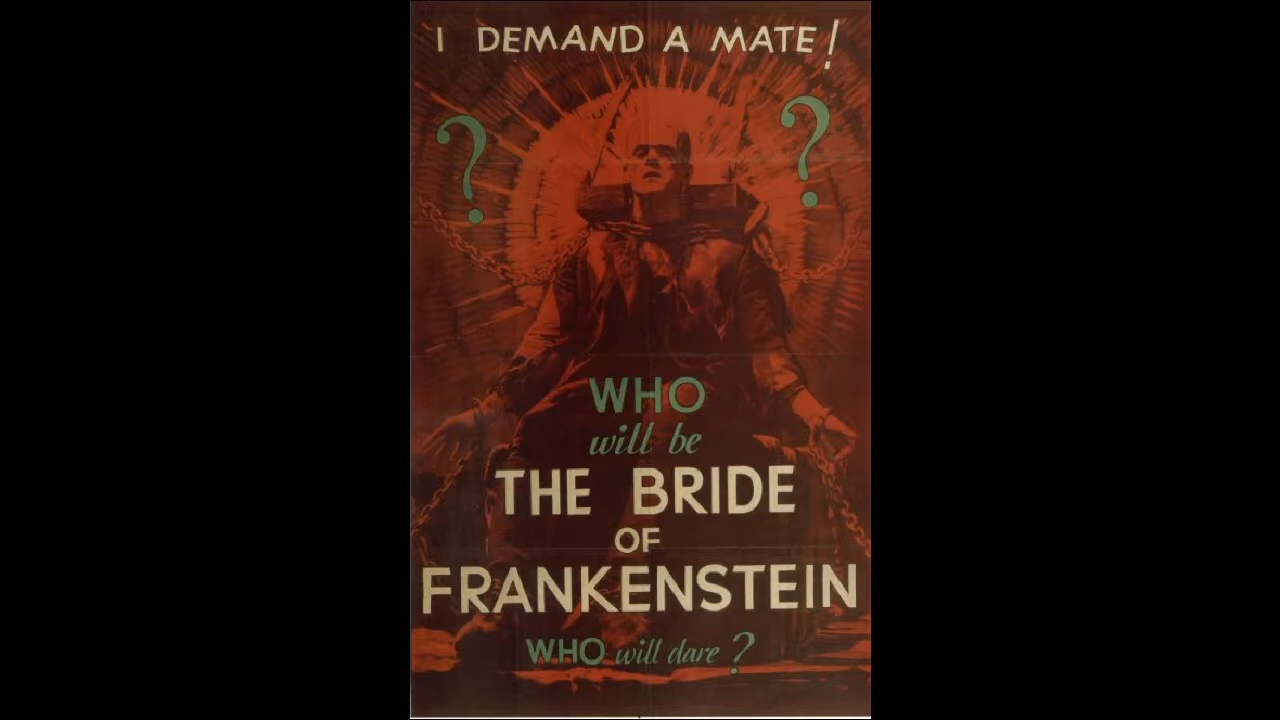 I DEMAND A MATE!
? ?
WHO
will be
THE BRIDE
OF
FRANKENSTEIN
WHO will dare?